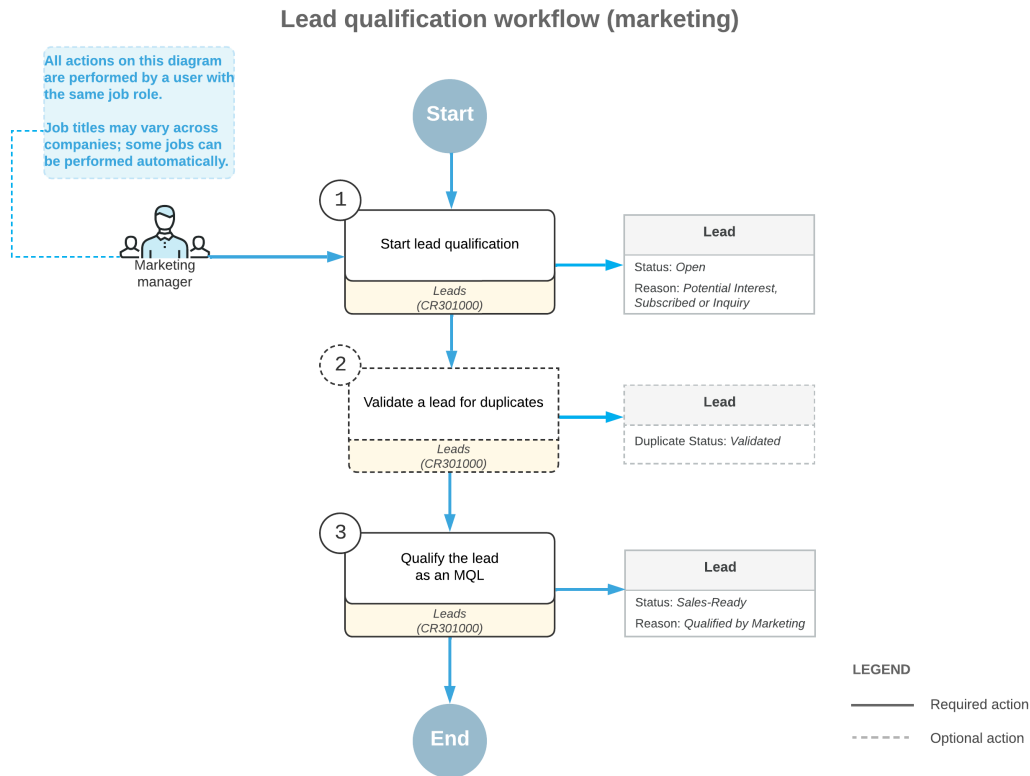 Lead qualification workflow (marketing)
All actions on this diagram
are performed by a user with
the same job role.
Job titles may vary across
companies; some jobs can
be performed automatically.
Start
Marketing
manager
1
Start lead qualification
Leads
(CR301000)
Lead
Status: Open
Reason: Potential Interest,
Subscribed or Inquiry
2
Validate a lead for duplicates
Leads
(CR301000)
Lead
Duplicate Status: Validated
3
Qualify the lead
as an MQL
Leads
(CR301000)
Lead
Status: Sales-Ready
Reason: Qualified by Marketing
End
LEGEND
Required action
Optional action